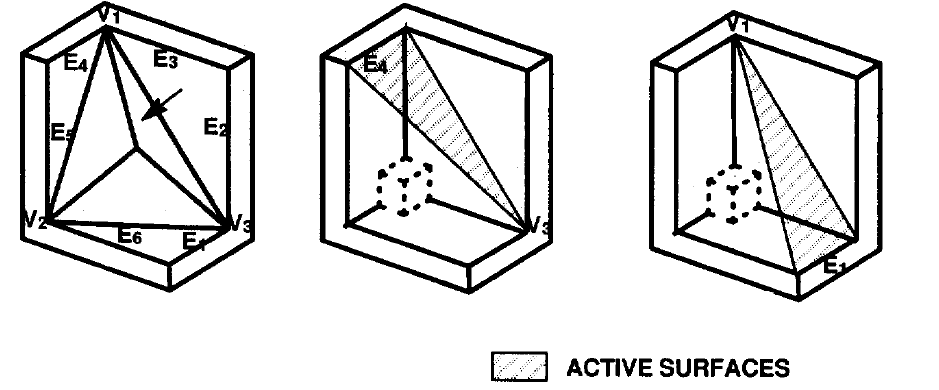 V1
E4
E3
E2
E5
V2
V3
E6
E1
E4
V3
V1
E1
ACTIVE SURFACES